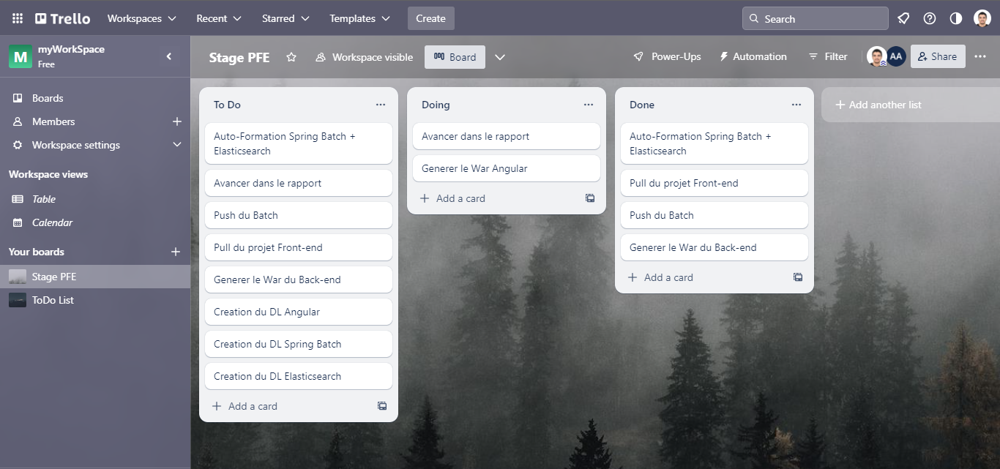 Trello
Workspaces
Recent
Starred
Templates
Create
Search
M
myWorkSpace
Free
Stage PFE
Workspace visible
Board
Power-Ups
Automation
Filter
AA
Share
Boards
Members
Workspace settings
Workspace views
Table
Calendar
Your boards
Stage PFE
ToDo List
To Do
Auto-Formation Spring Batch +
Elasticsearch
Avancer dans le rapport
Push du Batch
Pull du projet Front-end
Generer le War du Back-end
Creation du DL Angular
Creation du DL Spring Batch
Creation du DL Elasticsearch
Add a card
Doing
Avancer dans le rapport
Generer le War Angular
Add a card
Done
Auto-Formation Spring Batch +
Elasticsearch
Pull du projet Front-end
Push du Batch
Generer le War du Back-end
Add a card
Add another list